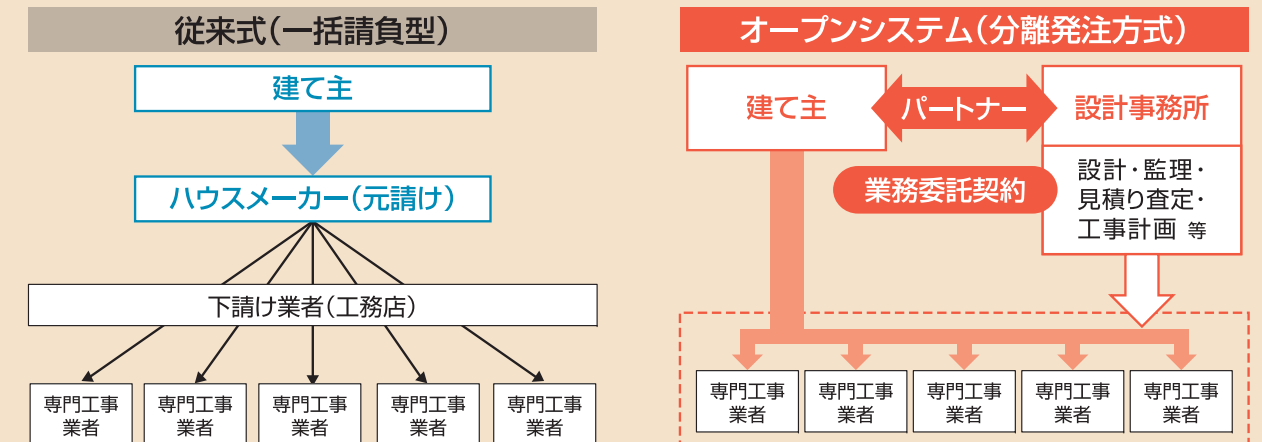 従来式（一括請負型）
建て主
ハウスメーカー（元請け）
下請け業者（工務店）
専門工事
業者
専門工事
業者
専門工事
業者
専門工事
業者
専門工事
業者
オープンシステム（分離発注方式）
建て主
パートナー
設計事務所
業務委託契約
設計・監理・
見積り査定・
工事計画 等
専門工事
業者
専門工事
業者
専門工事
業者
専門工事
業者
専門工事
業者